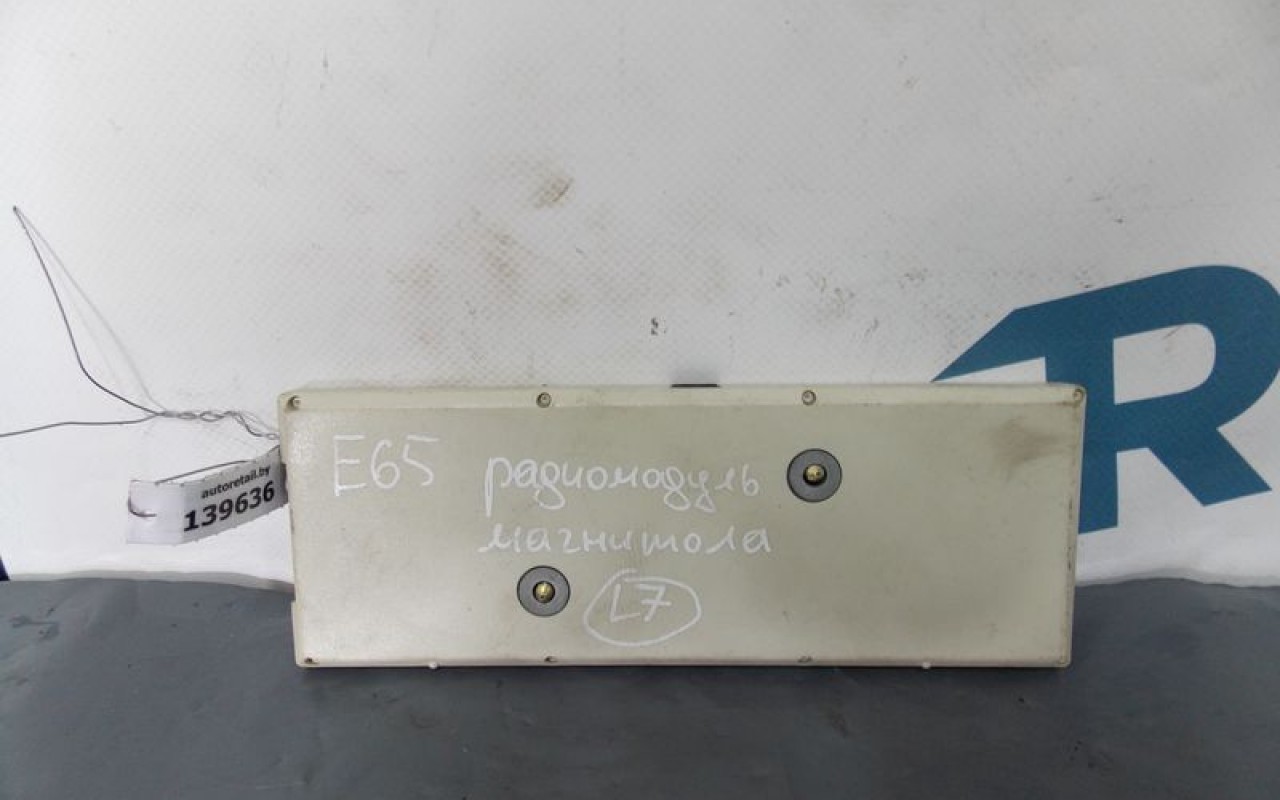 E65 радиомодуль
магнитола
L7
autoretail.by
139636
R